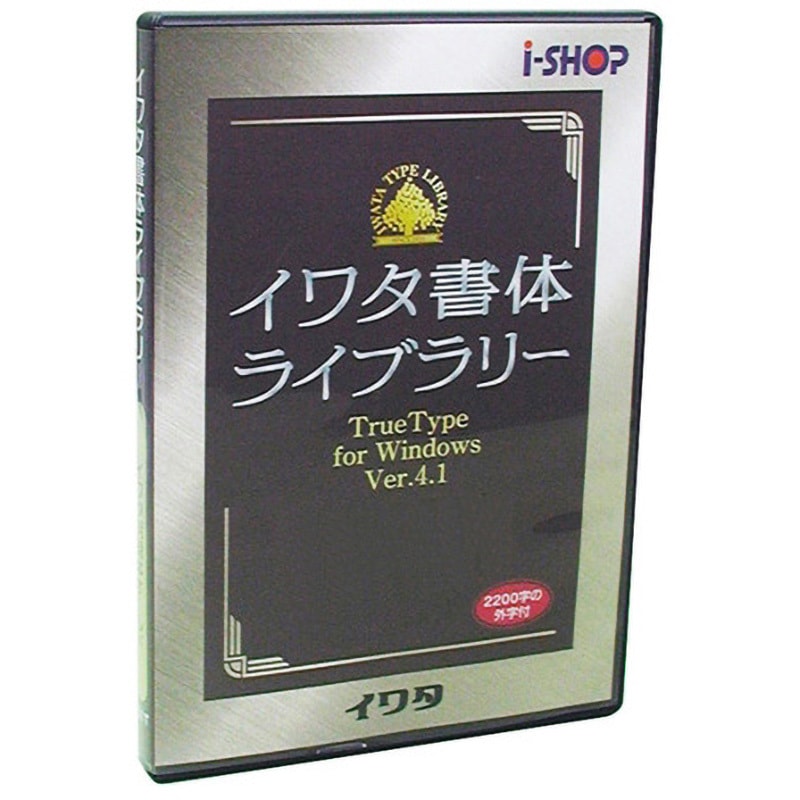 i-SHOP
IWATA TYPE LIBRARY
イワタ書体
ライブラリー
TrueType
for Windows
Ver.4.1
2200字の
外字付
イワタ
イワタ書体ライブラリー